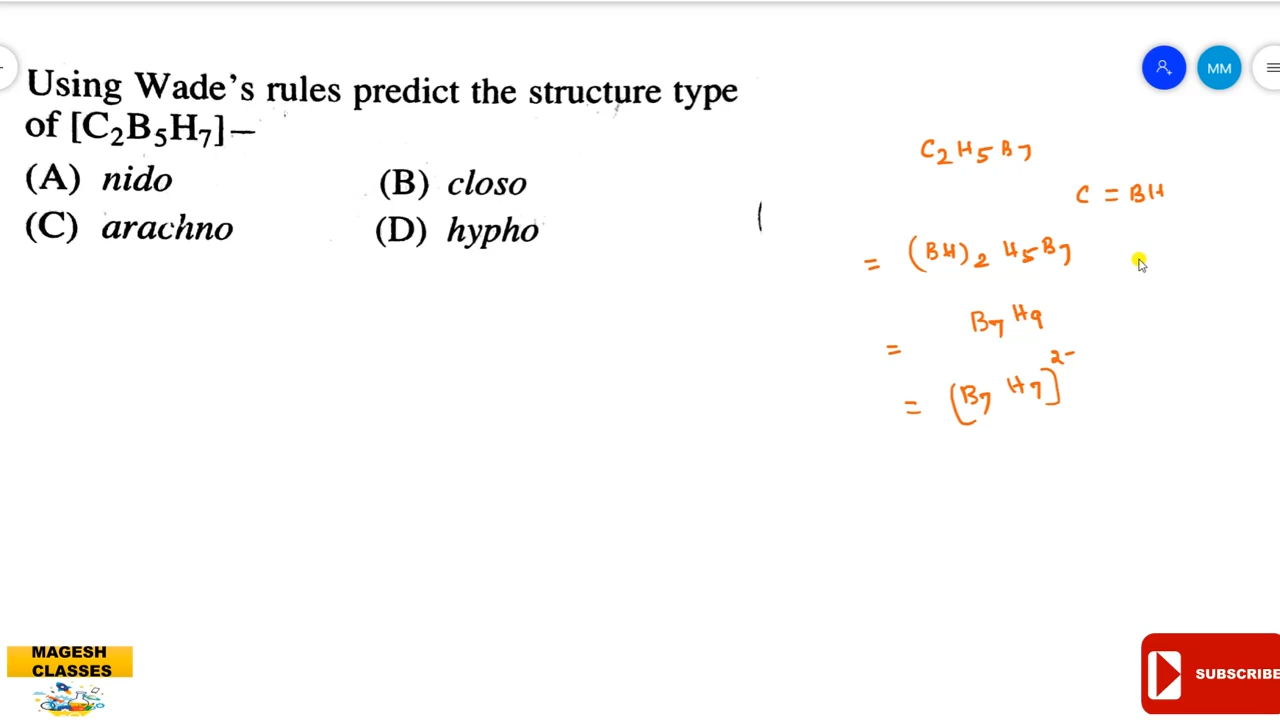 Using Wade's rules predict the structure type
of [C₂B₅H₇]–
(A) nido (B) closo
(C) arachno (D) hypho
MM
C₂H₅B₇
C = BH
(
= (BH)₂ H₅B₇
B₇H₉
=
= [B₇H₇]²⁻
MAGESH
CLASSES
SUBSCRIBE